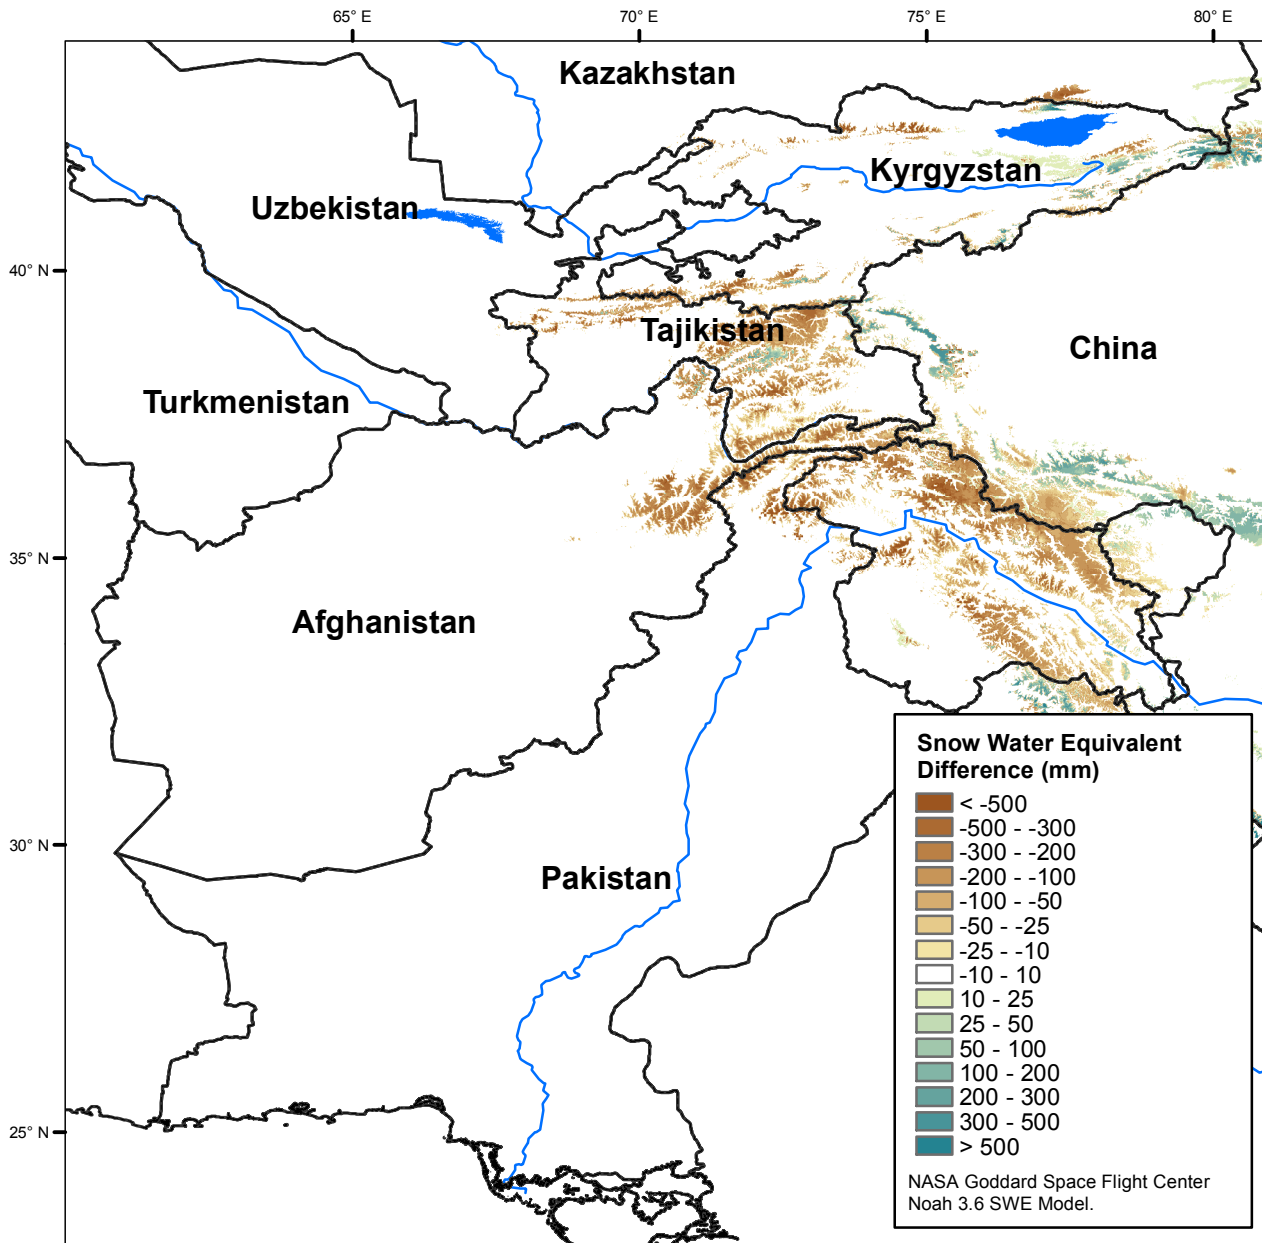 65° E
70° E
75° E
80° E
Kazakhstan
Kyrgyzstan
Uzbekistan
40° N
Tajikistan
China
Turkmenistan
35° N
Afghanistan
30° N
Pakistan
25° N
Snow Water Equivalent
Difference (mm)
< -500
-500 - -300
-300 - -200
-200 - -100
-100 - -50
-50 - -25
-25 - -10
-10 - 10
10 - 25
25 - 50
50 - 100
100 - 200
200 - 300
300 - 500
> 500
NASA Goddard Space Flight Center
Noah 3.6 SWE Model.